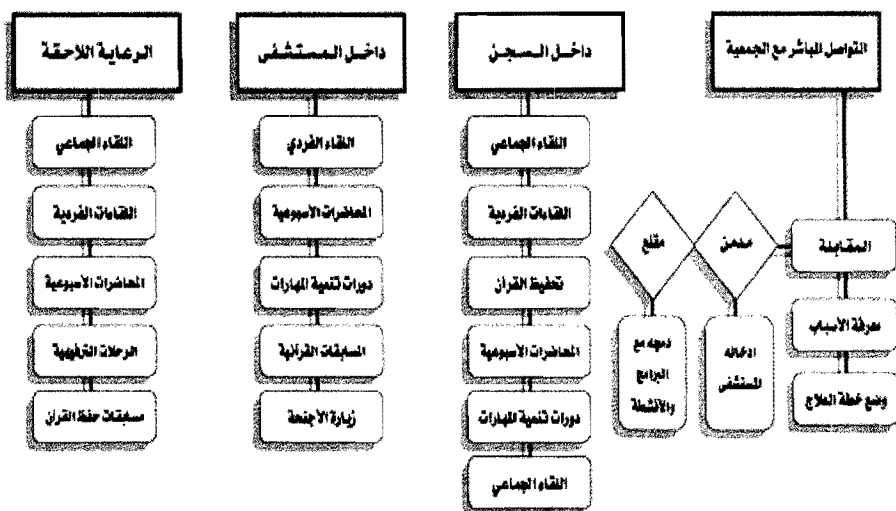 التواصل المباشر مع الجمعية
المقابلة
مدمن
مقلع
معرفة الأسباب
وضع خطة العلاج
ادخاله
المستشفى
دمجه مع
البرامج
والأنشطة
داخل السجن
اللقاء الجماعي
اللقاءات الفردية
تحفيظ القرآن
المحاضرات الأسبوعية
دورات تنمية المهارات
اللقاء الجماعي
داخل المستشفى
اللقاء الفردي
المحاضرات الأسبوعية
دورات تنمية المهارات
المسابقات القرآنية
زيارة الأجنحة
الرعاية اللاحقة
اللقاء الجماعي
اللقاءات الفردية
المحاضرات الأسبوعية
الرحلات الترفيهية
مسابقات حفظ القرآن